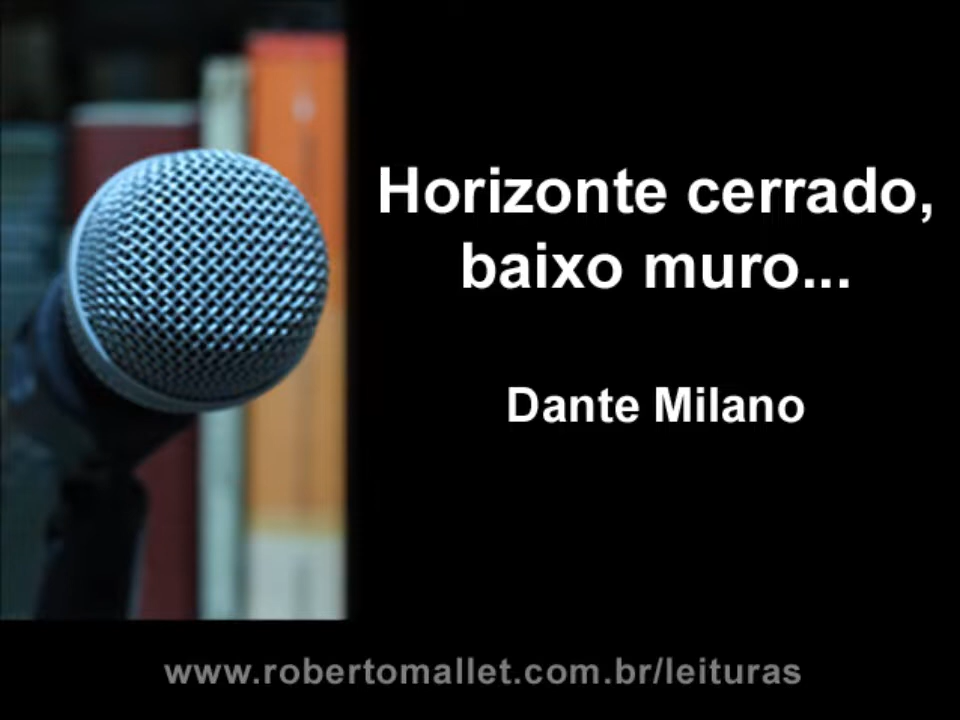 Horizonte cerrado,
baixo muro...
Dante Milano
www.robertomallet.com.br/leituras